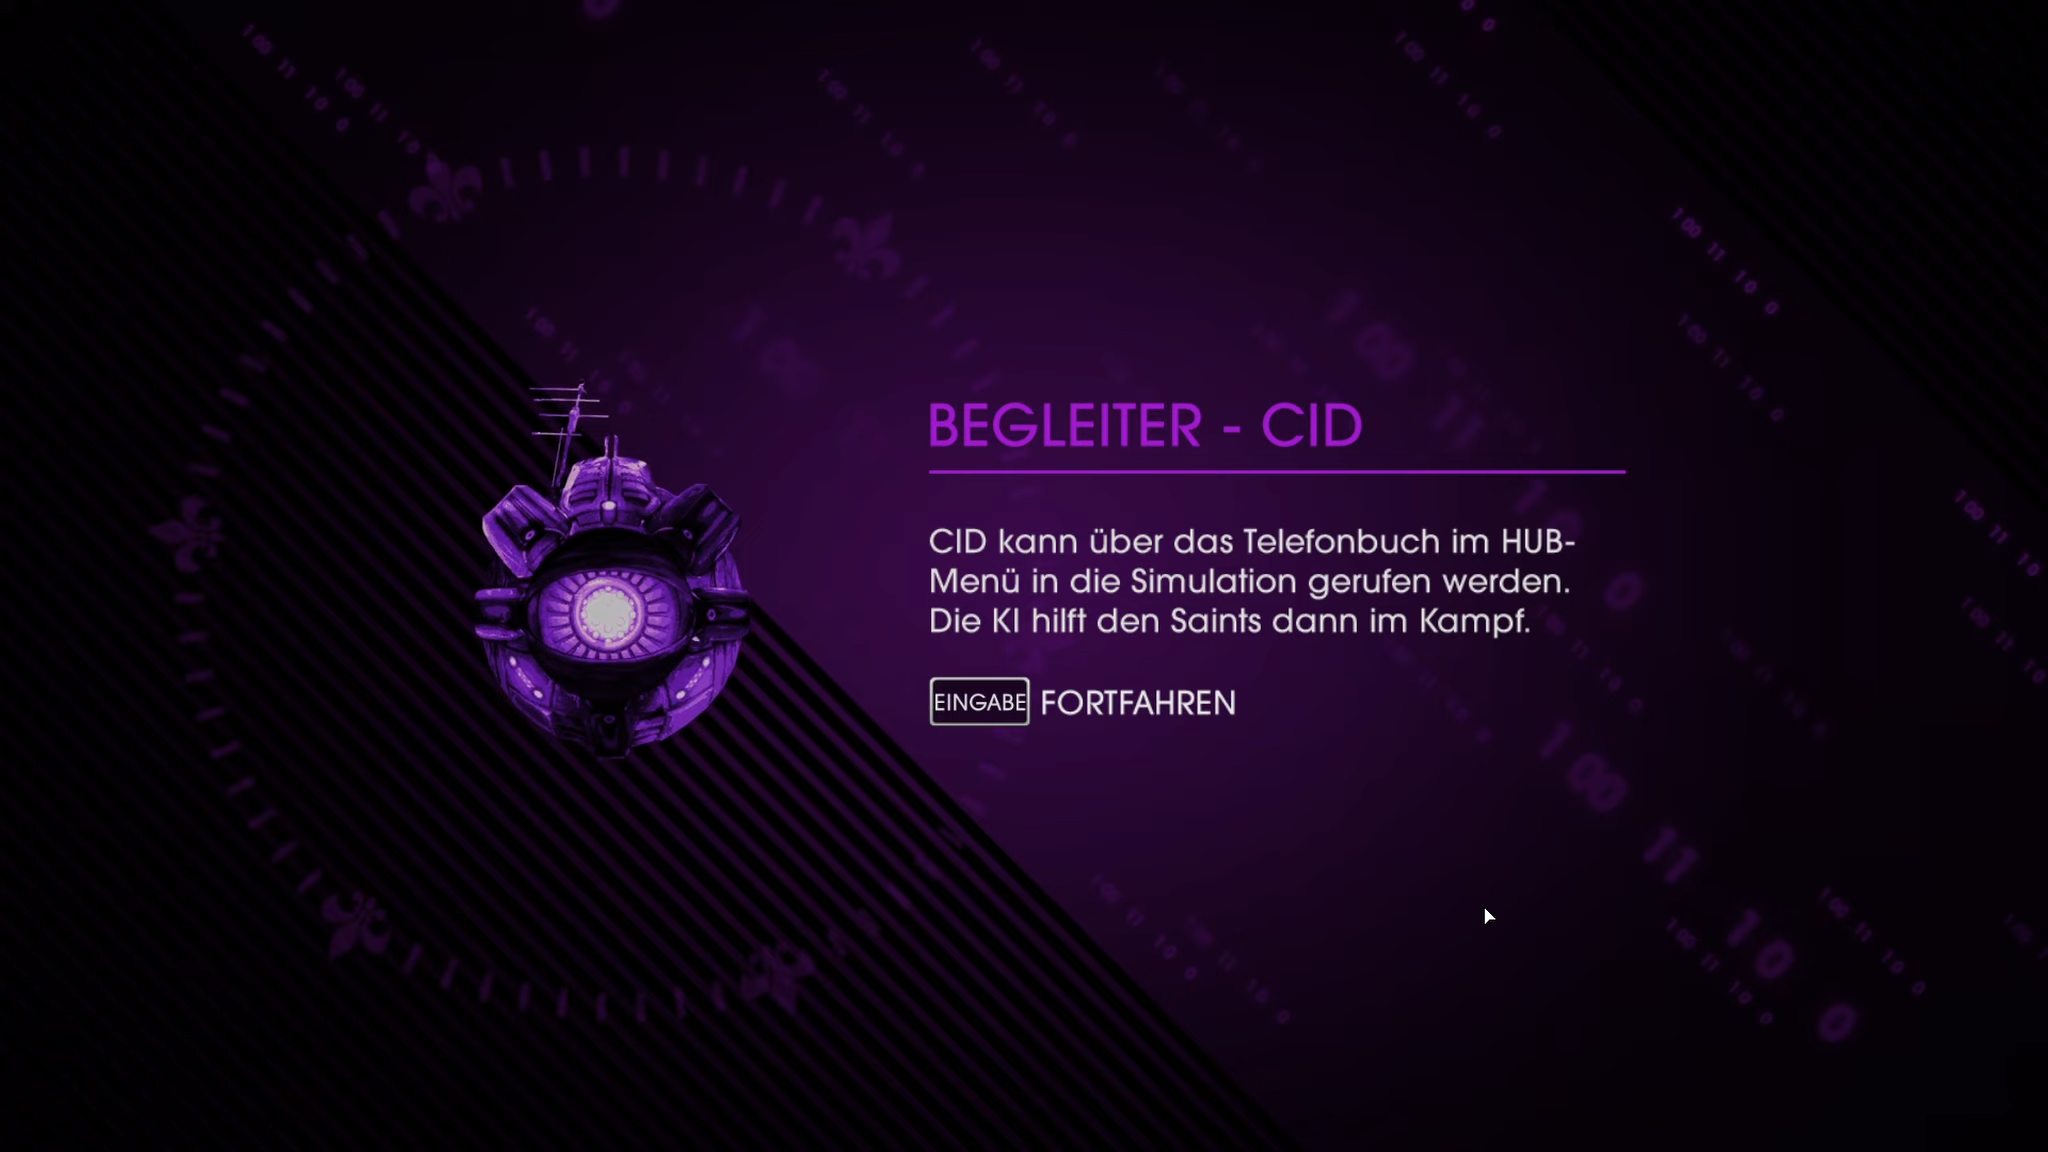 BEGLEITER - CID
CID kann über das Telefonbuch im HUB-
Menü in die Simulation gerufen werden.
Die KI hilft den Saints dann im Kampf.
EINGABE FORTFAHREN